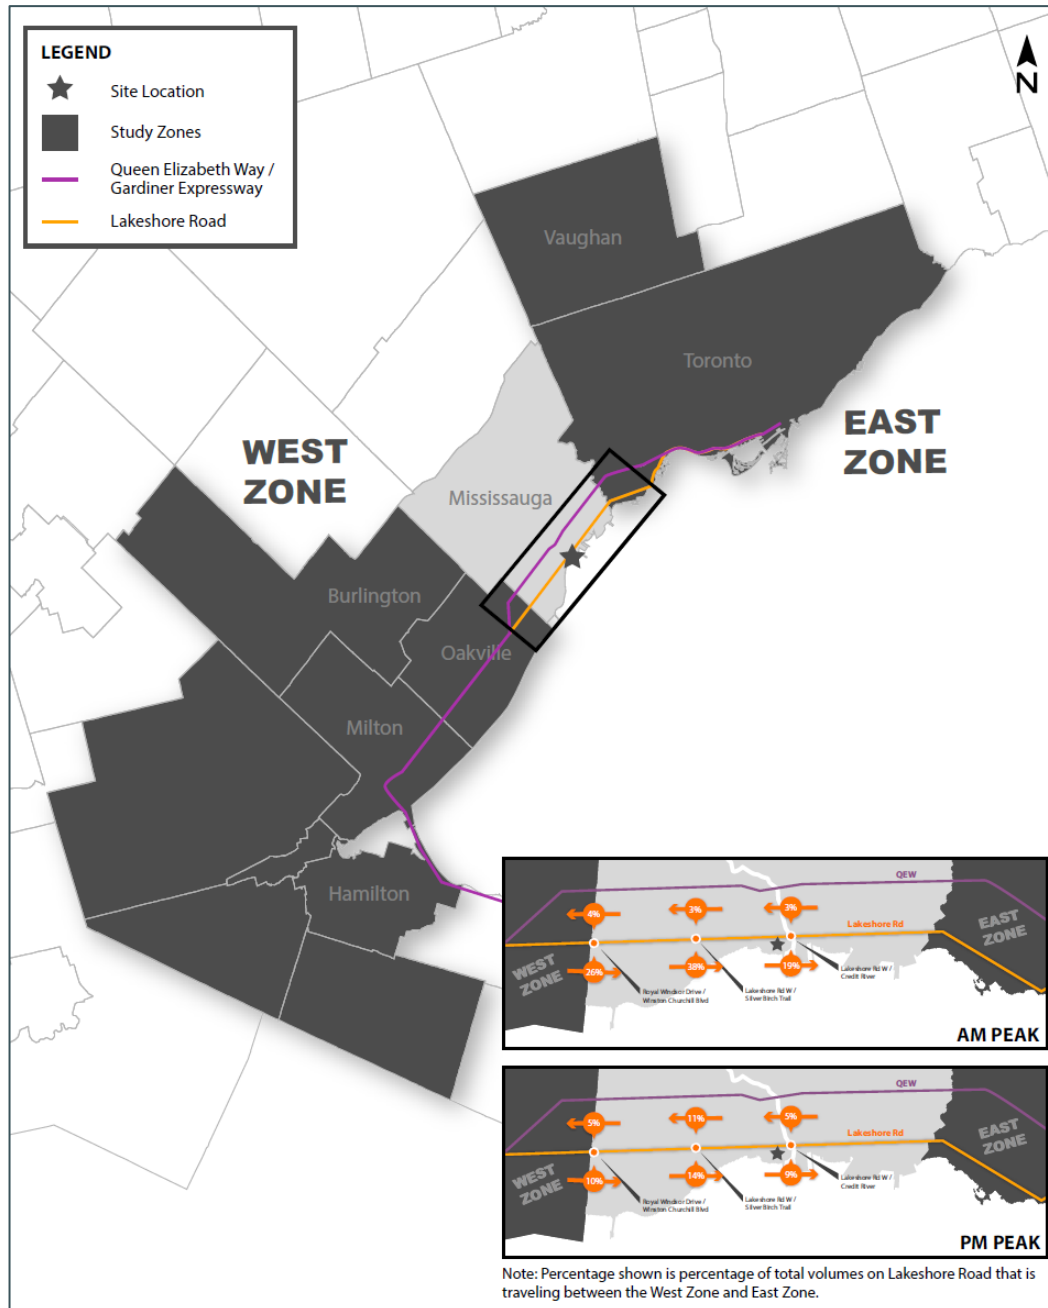 LEGEND
Site Location
Study Zones
Queen Elizabeth Way /
Gardiner Expressway
Lakeshore Road
N
Vaughan
Toronto
EAST
ZONE
WEST
ZONE
Mississauga
Burlington
Oakville
Milton
Hamilton
QEW
4%
3%
3%
Lakeshore Rd
EAST
ZONE
WEST
ZONE
26%
38%
19%
Royal Windsor Drive /
Winston Churchill Blvd
Lakeshore Rd W /
Silver Birch Trail
Lakeshore Rd W /
Credit River
AM PEAK
QEW
5%
11%
5%
Lakeshore Rd
EAST
ZONE
WEST
ZONE
10%
14%
9%
Royal Windsor Drive /
Winston Churchill Blvd
Lakeshore Rd W /
Silver Birch Trail
Lakeshore Rd W /
Credit River
PM PEAK
Note: Percentage shown is percentage of total volumes on Lakeshore Road that is
traveling between the West Zone and East Zone.